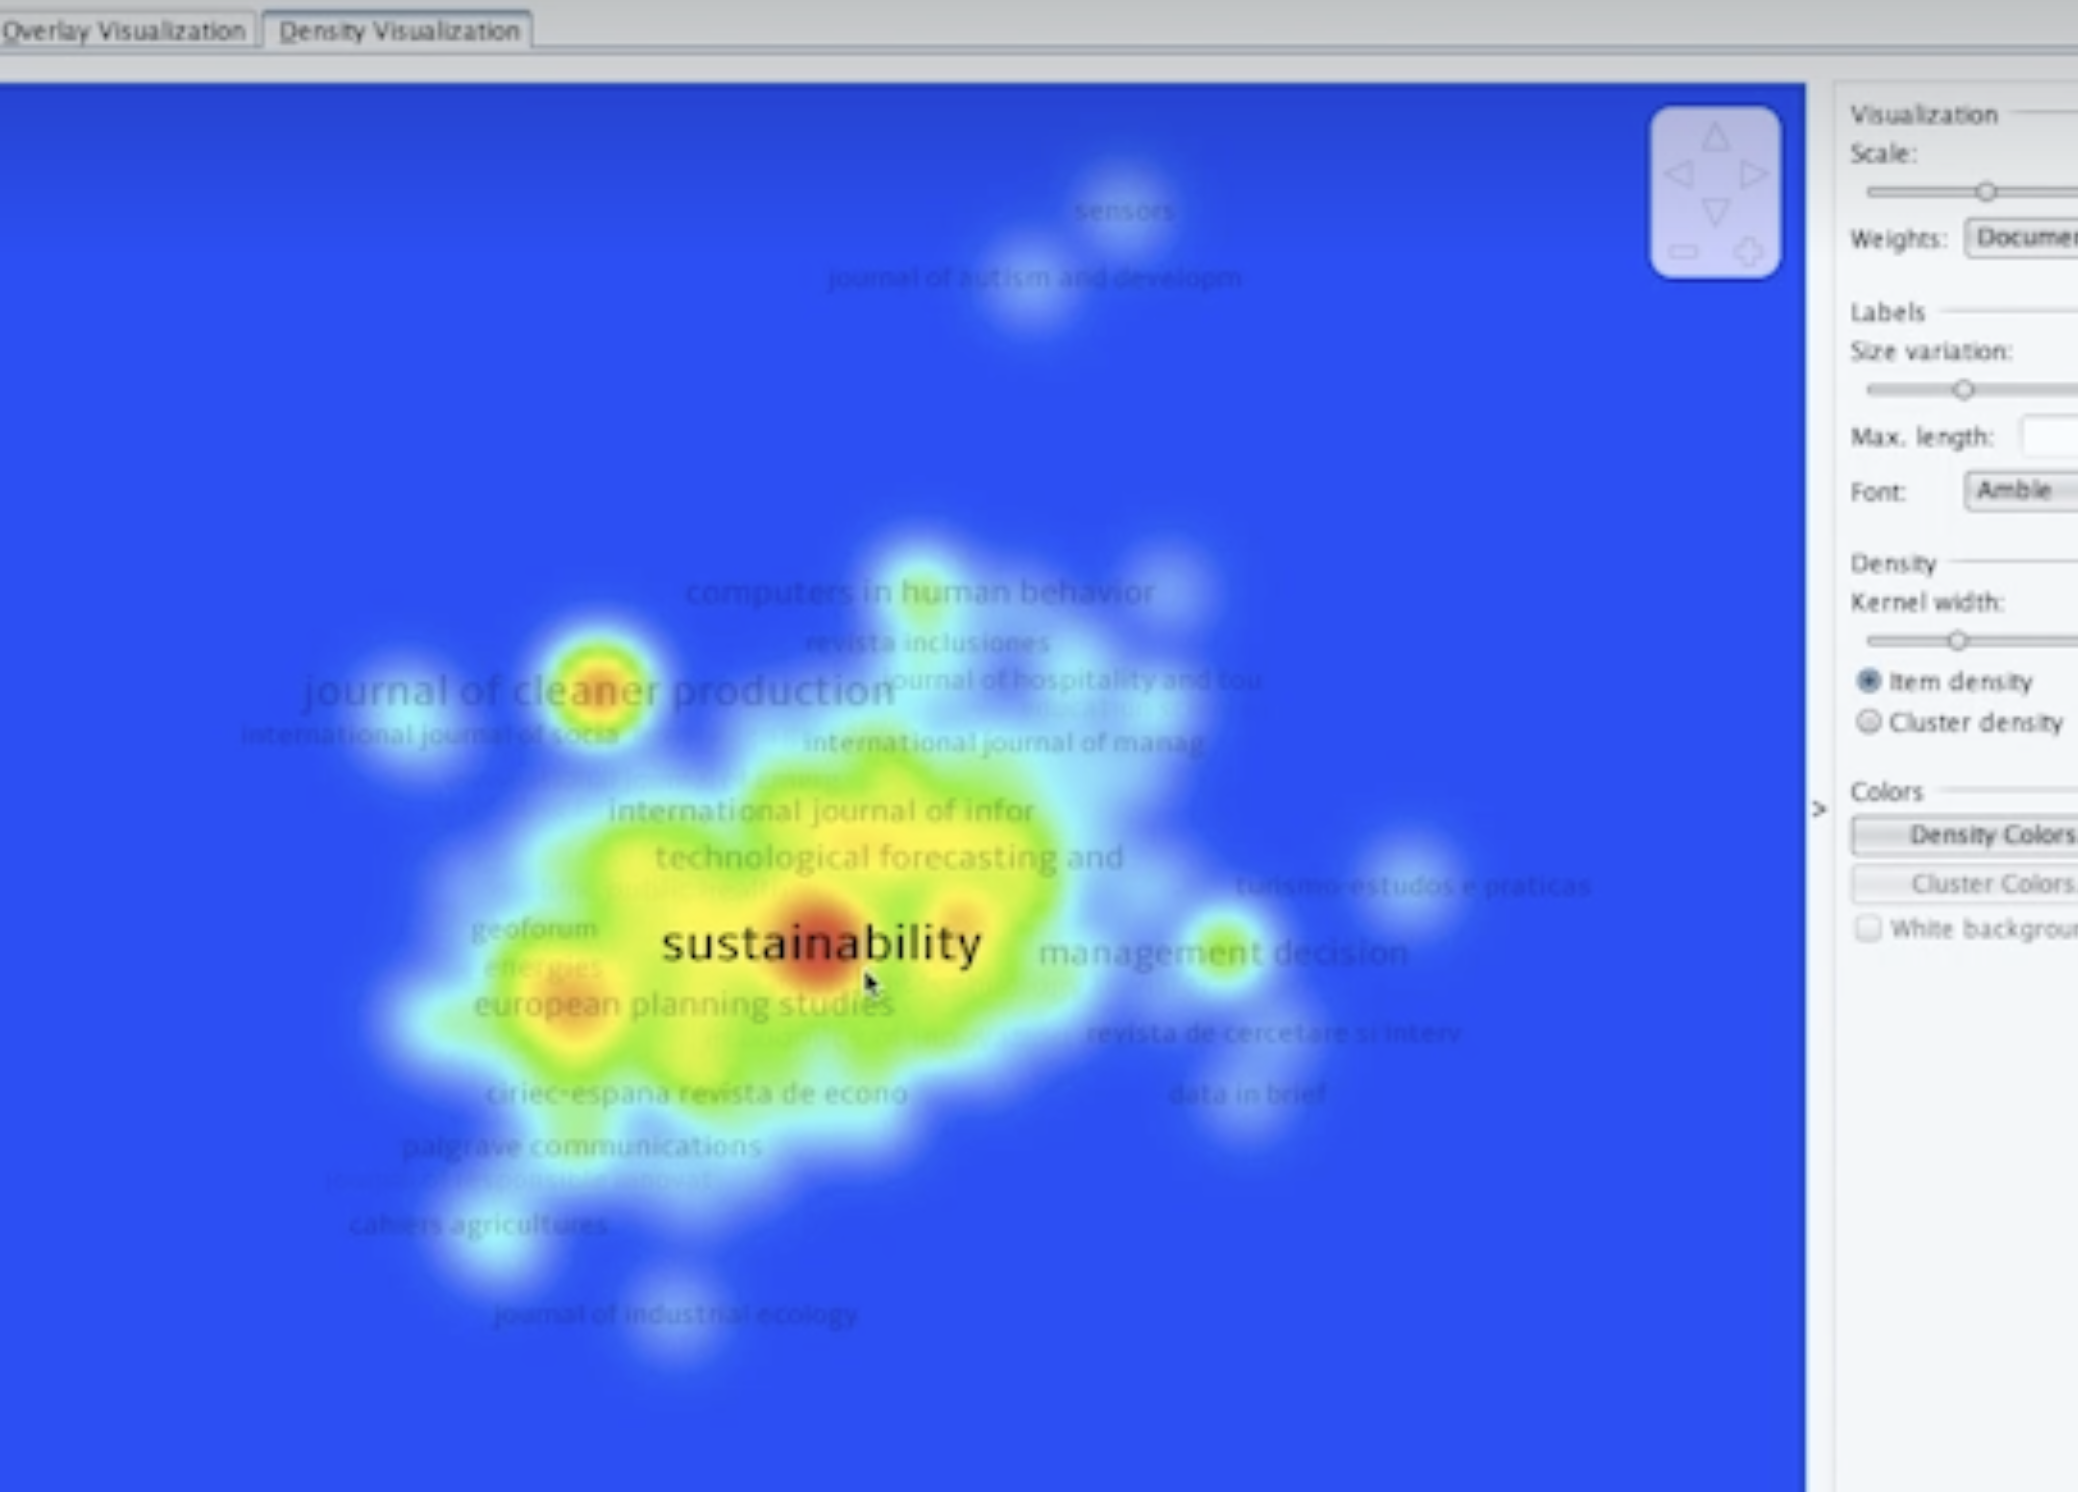 Overlay Visualization
Density Visualization
sensors
journal of autism and developm
computers in human behavior
revista inclusiones
journal of cleaner production
journal of hospitality and tou
international journal of socia
international journal of manag
international journal of infor
technological forecasting and
turismo-estudos e praticas
geoforum
sustainability
management decision
energies
european planning studies
revista de cercetare si interv
ciriec-espana revista de econo
data in brief
palgrave communications
journal of responsible innovat
cahiers agricultures
journal of industrial ecology
>
Visualization
Scale:
Weights:
Labels
Size variation:
Max. length:
Font: Amble
Density
Kernel width:
Item density
Cluster density
Colors
Density Colors
Cluster Colors.
White